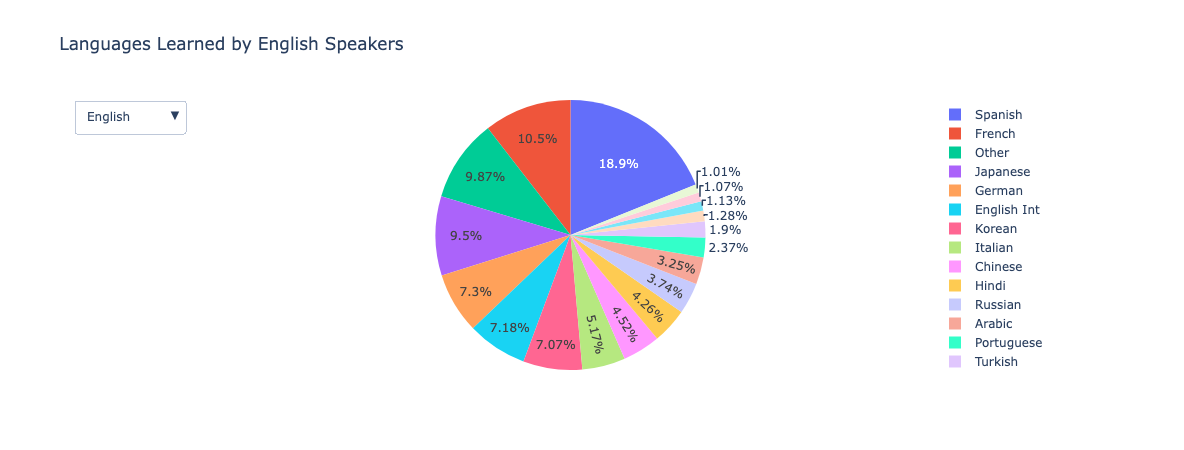 Languages Learned by English Speakers
English ▼
10.5%
18.9%
9.87%
9.5%
7.3%
7.18%
7.07%
5.17%
4.52%
4.26%
3.74%
3.25%
2.37%
1.9%
1.28%
1.13%
1.07%
1.01%
Spanish
French
Other
Japanese
German
English Int
Korean
Italian
Chinese
Hindi
Russian
Arabic
Portuguese
Turkish